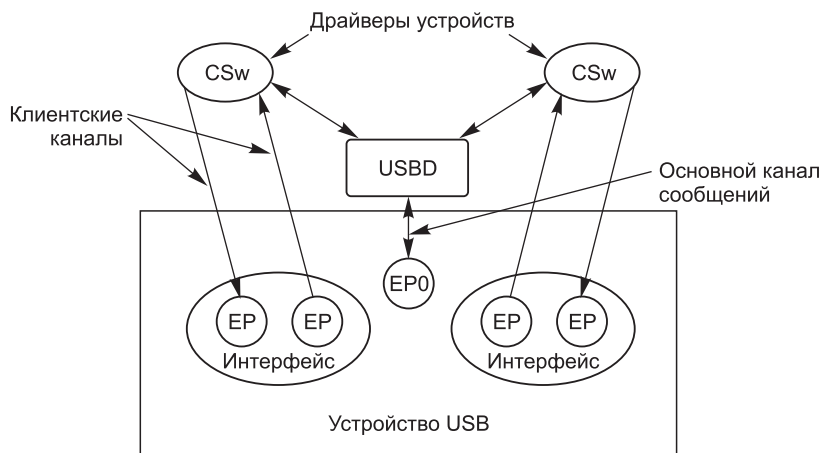 Драйверы устройств
CSw
CSw
Клиентские
каналы
USBD
Основной канал
сообщений
EP0
EP
EP
EP
EP
Интерфейс
Интерфейс
Устройство USB